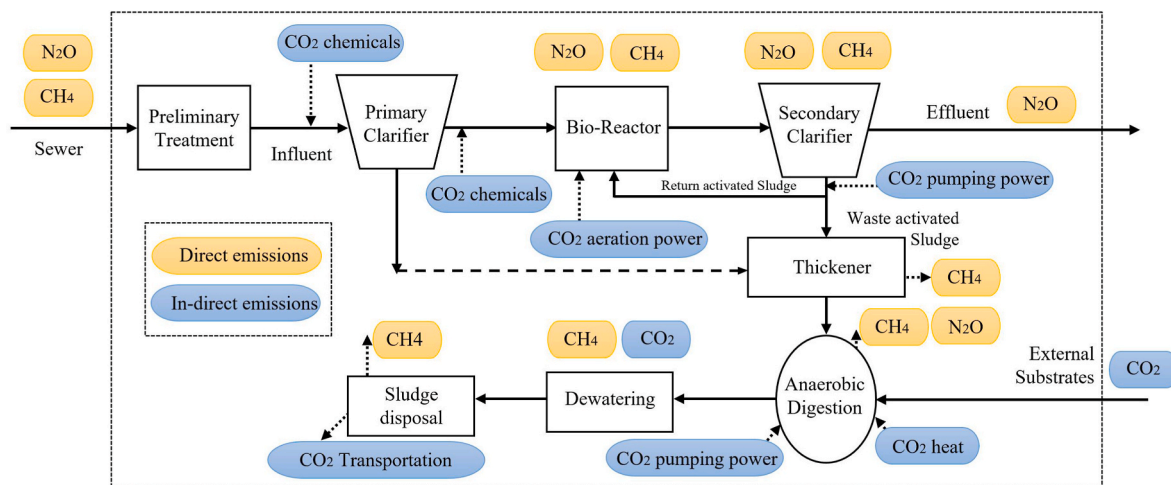 N2O
CH4
Sewer
CO2 chemicals
Preliminary
Treatment
Influent
Primary
Clarifier
CO2 chemicals
N2O
CH4
Bio-Reactor
CO2 aeration power
Return activated Sludge
N2O
CH4
Secondary
Clarifier
Effluent
N2O
CO2 pumping power
Waste activated
Sludge
Direct emissions
In-direct emissions
Thickener
CH4
CH4
N2O
External
Substrates
CO2
Anaerobic
Digestion
CO2 heat
CO2 pumping power
CH4
CO2
Dewatering
CH4
Sludge
disposal
CO2 Transportation